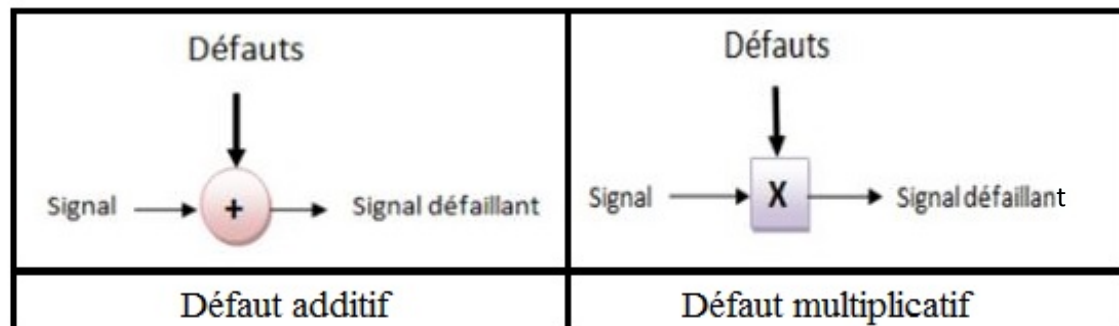 Défauts
Signal + Signal défaillant
Défaut additif
Défauts
Signal X Signal défaillant
Défaut multiplicatif